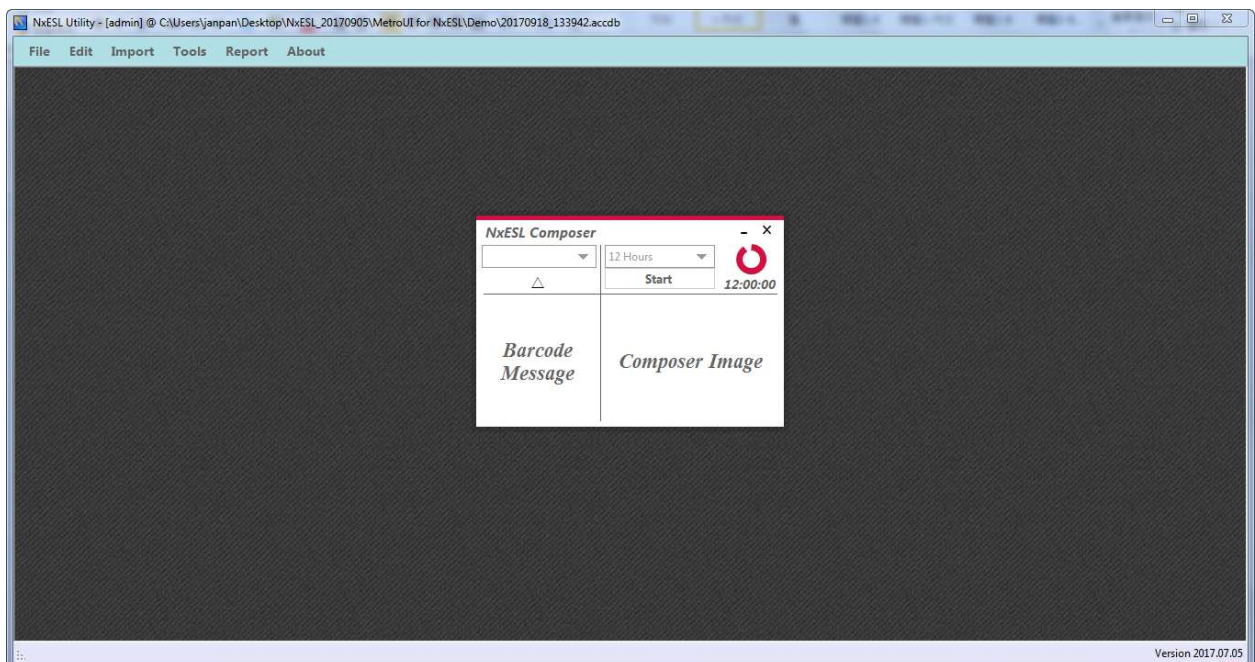 NxESL Utility - [admin] @ C:\Users\janpan\Desktop\NxESL_20170905\MetroUI for NxESL\Demo\20170918_133942.accdb
File Edit Import Tools Report About
NxESL Composer
12 Hours
Start
12:00:00
Barcode
Message
Composer Image
Version 2017.07.05